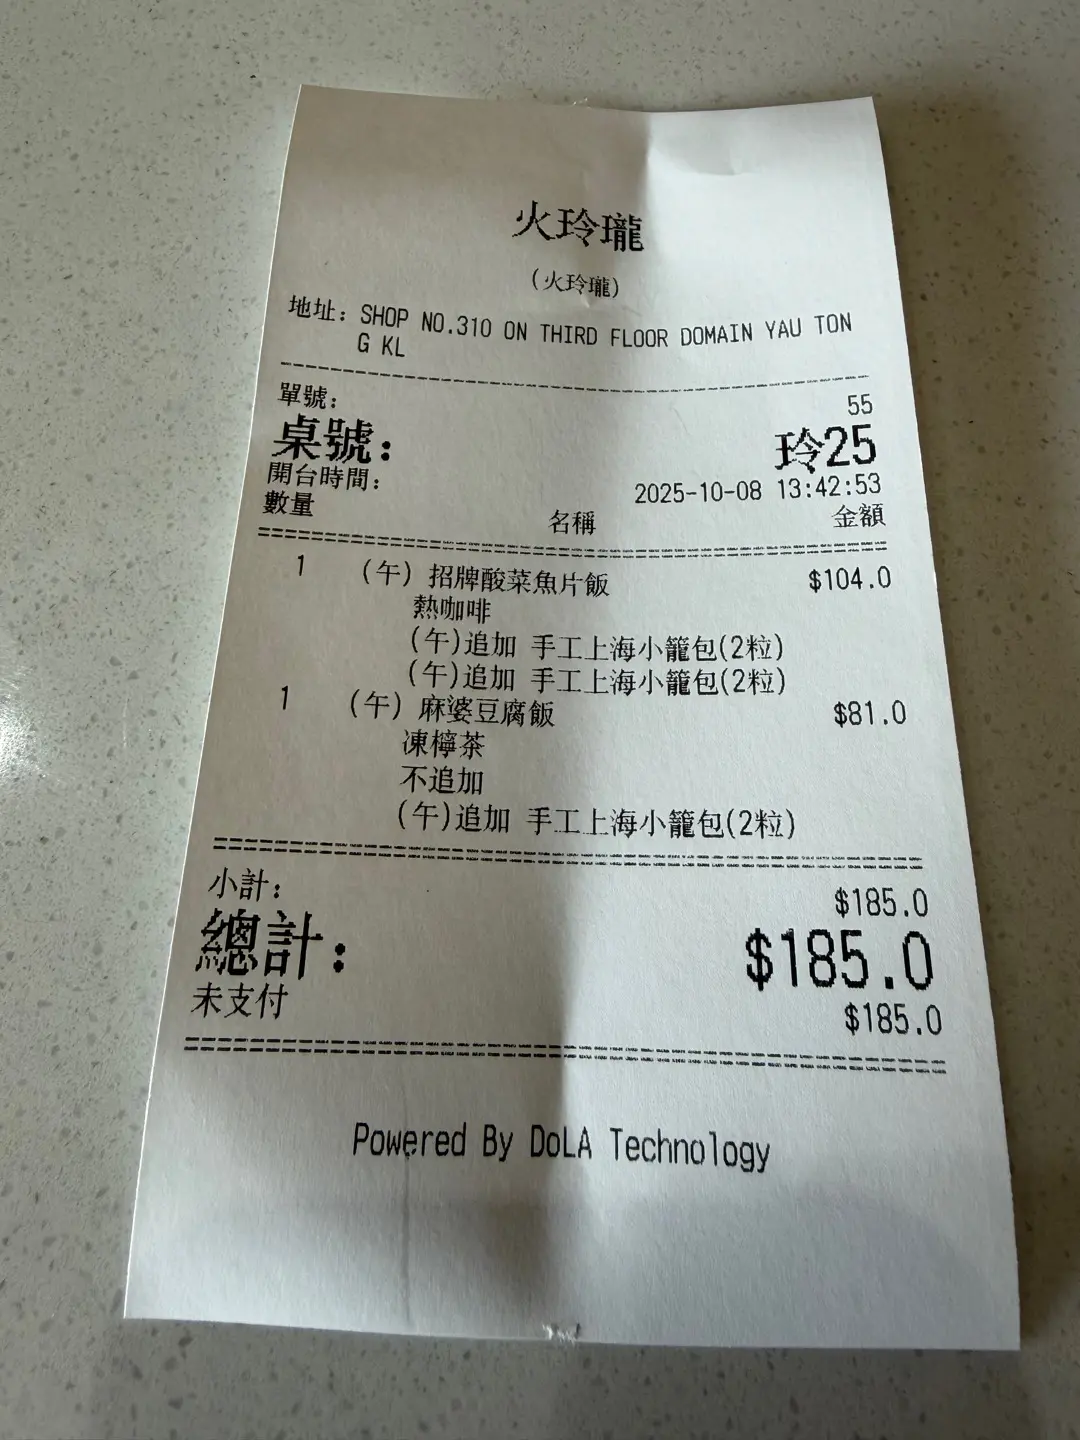 火玲瓏
(火玲瓏)
地址: SHOP NO.310 ON THIRD FLOOR DOMAIN YAU TON
G KL
單號: 55
桌號: 玲25
開台時間: 2025-10-08 13:42:53
數量 名稱 金額
1 (午) 招牌酸菜魚片飯 $104.0
熱咖啡
(午)追加 手工上海小籠包(2粒)
(午)追加 手工上海小籠包(2粒)
1 (午) 麻婆豆腐飯 $81.0
凍檸茶
不追加
(午)追加 手工上海小籠包(2粒)
小計: $185.0
總計: $185.0
未支付 $185.0
Powered By DoLA Technology